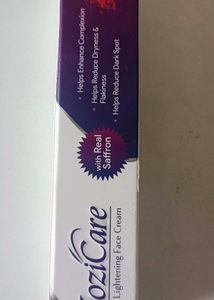 • Helps Enhance Complexion
• Helps Reduce Dryness &
Flakiness
• Helps Reduce Dark Spot
with Real
Saffron
oziCare
Lightening Face Cream